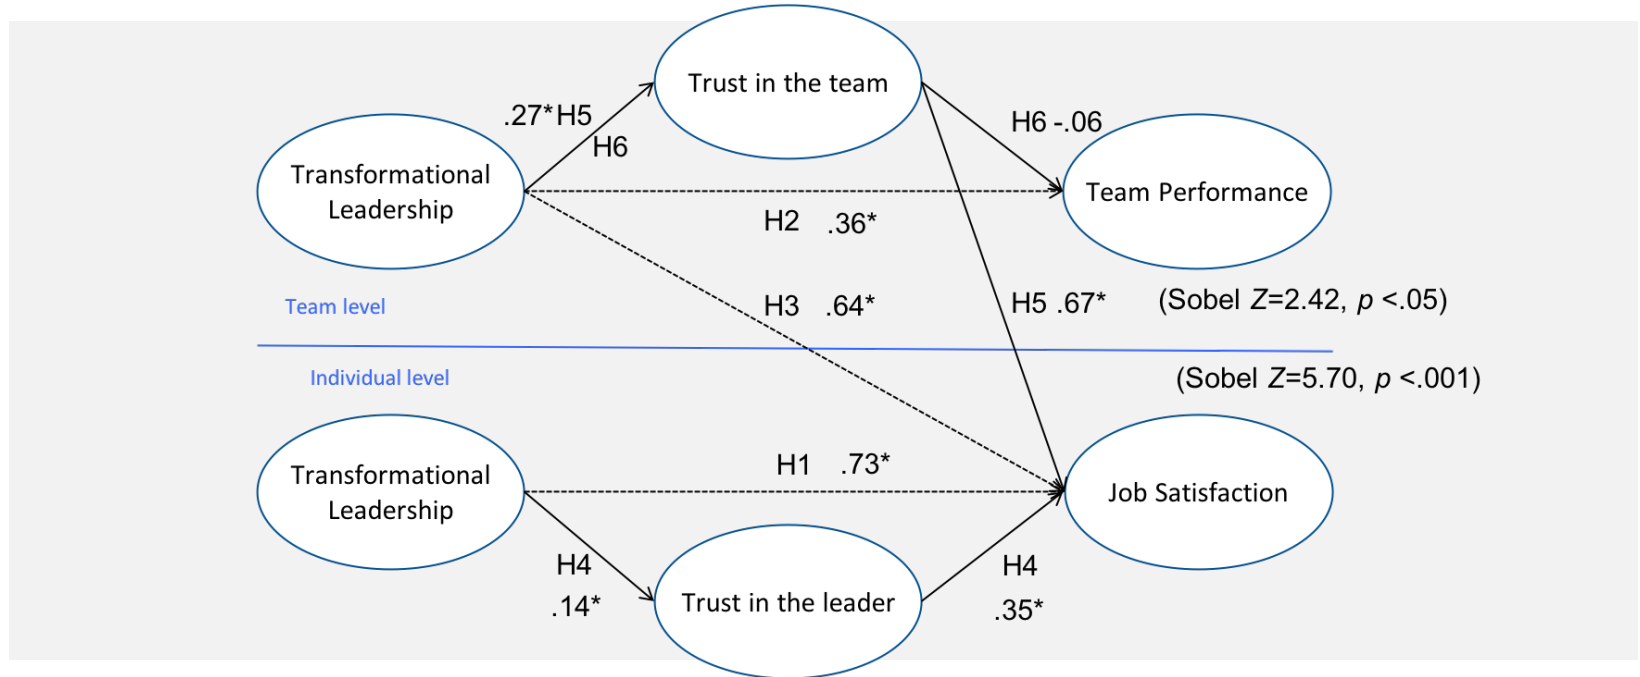 Trust in the team
.27* H5
H6
H6 -.06
Transformational
Leadership
Team Performance
H2 .36*
Team level
H3 .64*
H5 .67*
(Sobel Z=2.42, p <.05)
Individual level
(Sobel Z=5.70, p <.001)
Transformational
Leadership
H1 .73*
Job Satisfaction
H4
.14*
Trust in the leader
H4
.35*